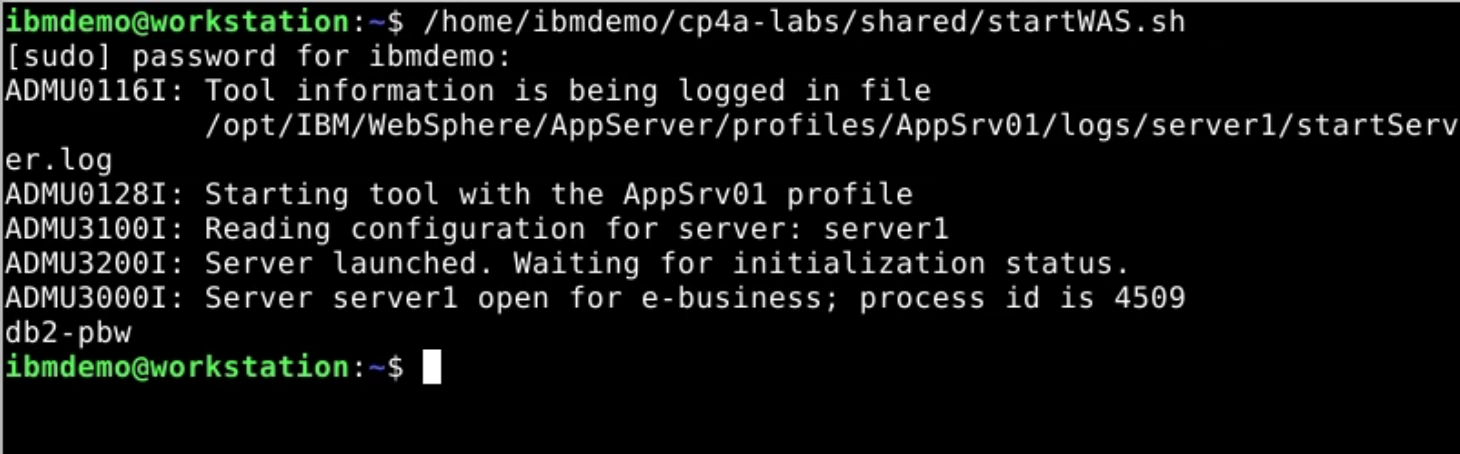 ibmdemo@workstation:~$ /home/ibmdemo/cp4a-labs/shared/startWAS.sh
[sudo] password for ibmdemo:
ADMU0116I: Tool information is being logged in file
/opt/IBM/WebSphere/AppServer/profiles/AppSrv01/logs/server1/startServ
er.log
ADMU0128I: Starting tool with the AppSrv01 profile
ADMU3100I: Reading configuration for server: server1
ADMU3200I: Server launched. Waiting for initialization status.
ADMU3000I: Server server1 open for e-business; process id is 4509
db2-pbw
ibmdemo@workstation:~$